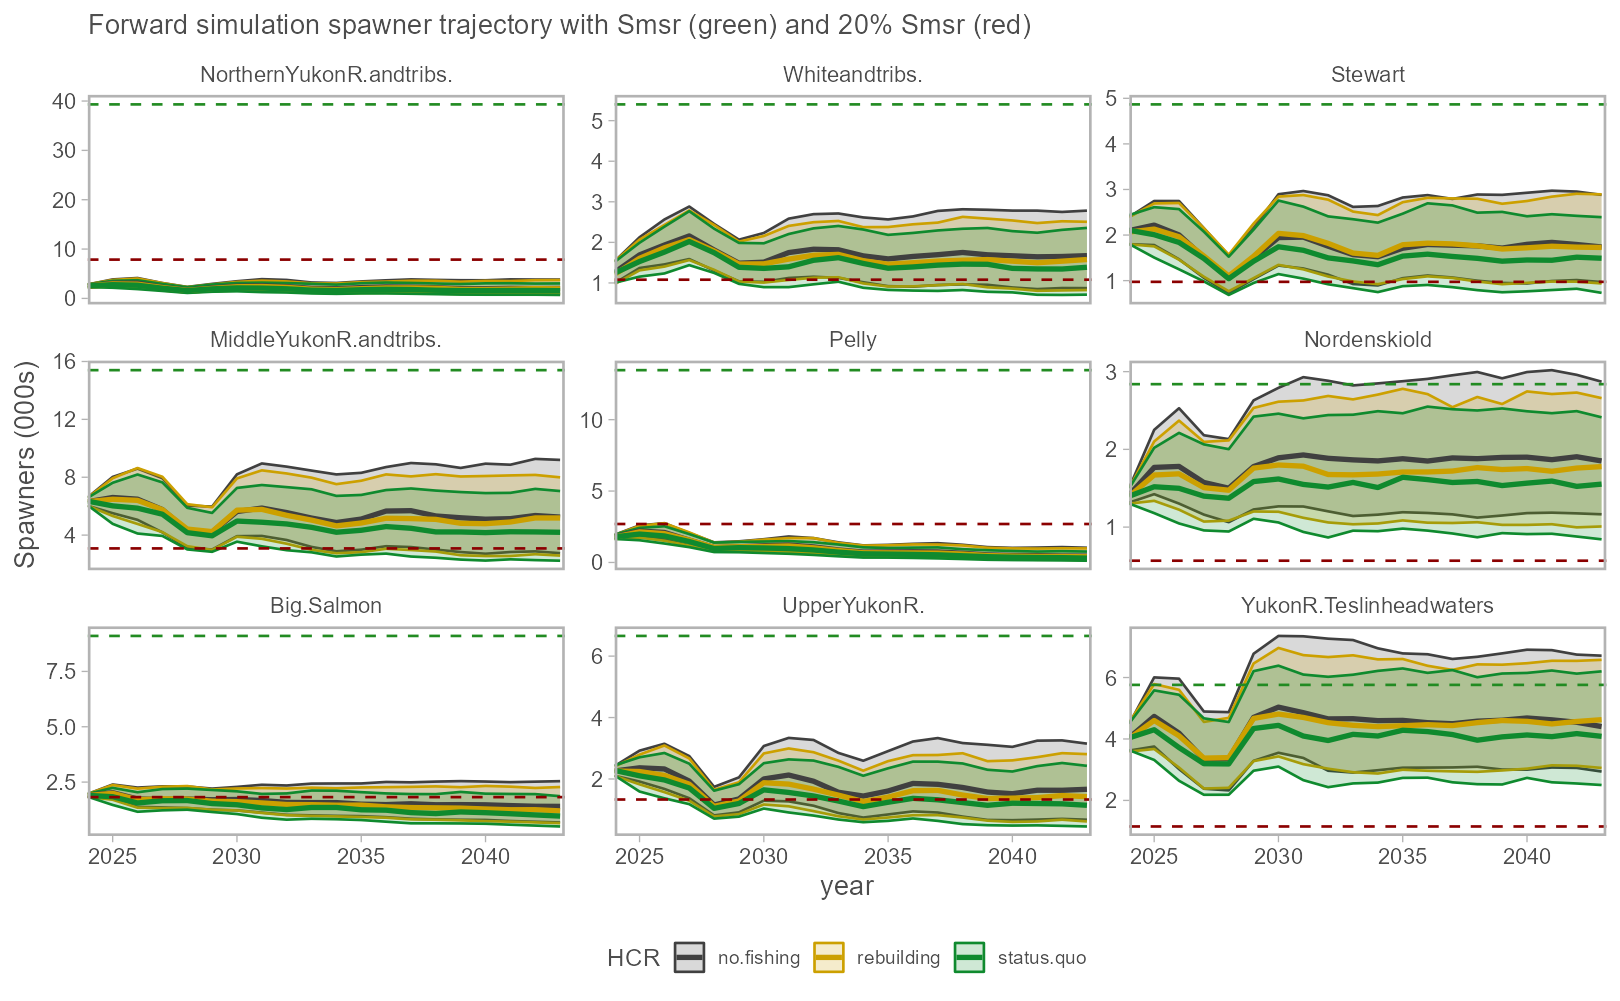 Forward simulation spawner trajectory with Smsr (green) and 20% Smsr (red)
NorthernYukonR.andtribs.
Whiteandtribs.
Stewart
40
30
20
10
0
5
4
3
2
1
5
4
3
2
1
MiddleYukonR.andtribs.
Pelly
Nordenskiold
16
12
8
4
10
5
0
3
2
1
Spawners (000s)
Big.Salmon
UpperYukonR.
YukonR.Teslinheadwaters
7.5
5.0
2.5
6
4
2
6
4
2
2025 2030 2035 2040
2025 2030 2035 2040
2025 2030 2035 2040
year
HCR no.fishing rebuilding status.quo